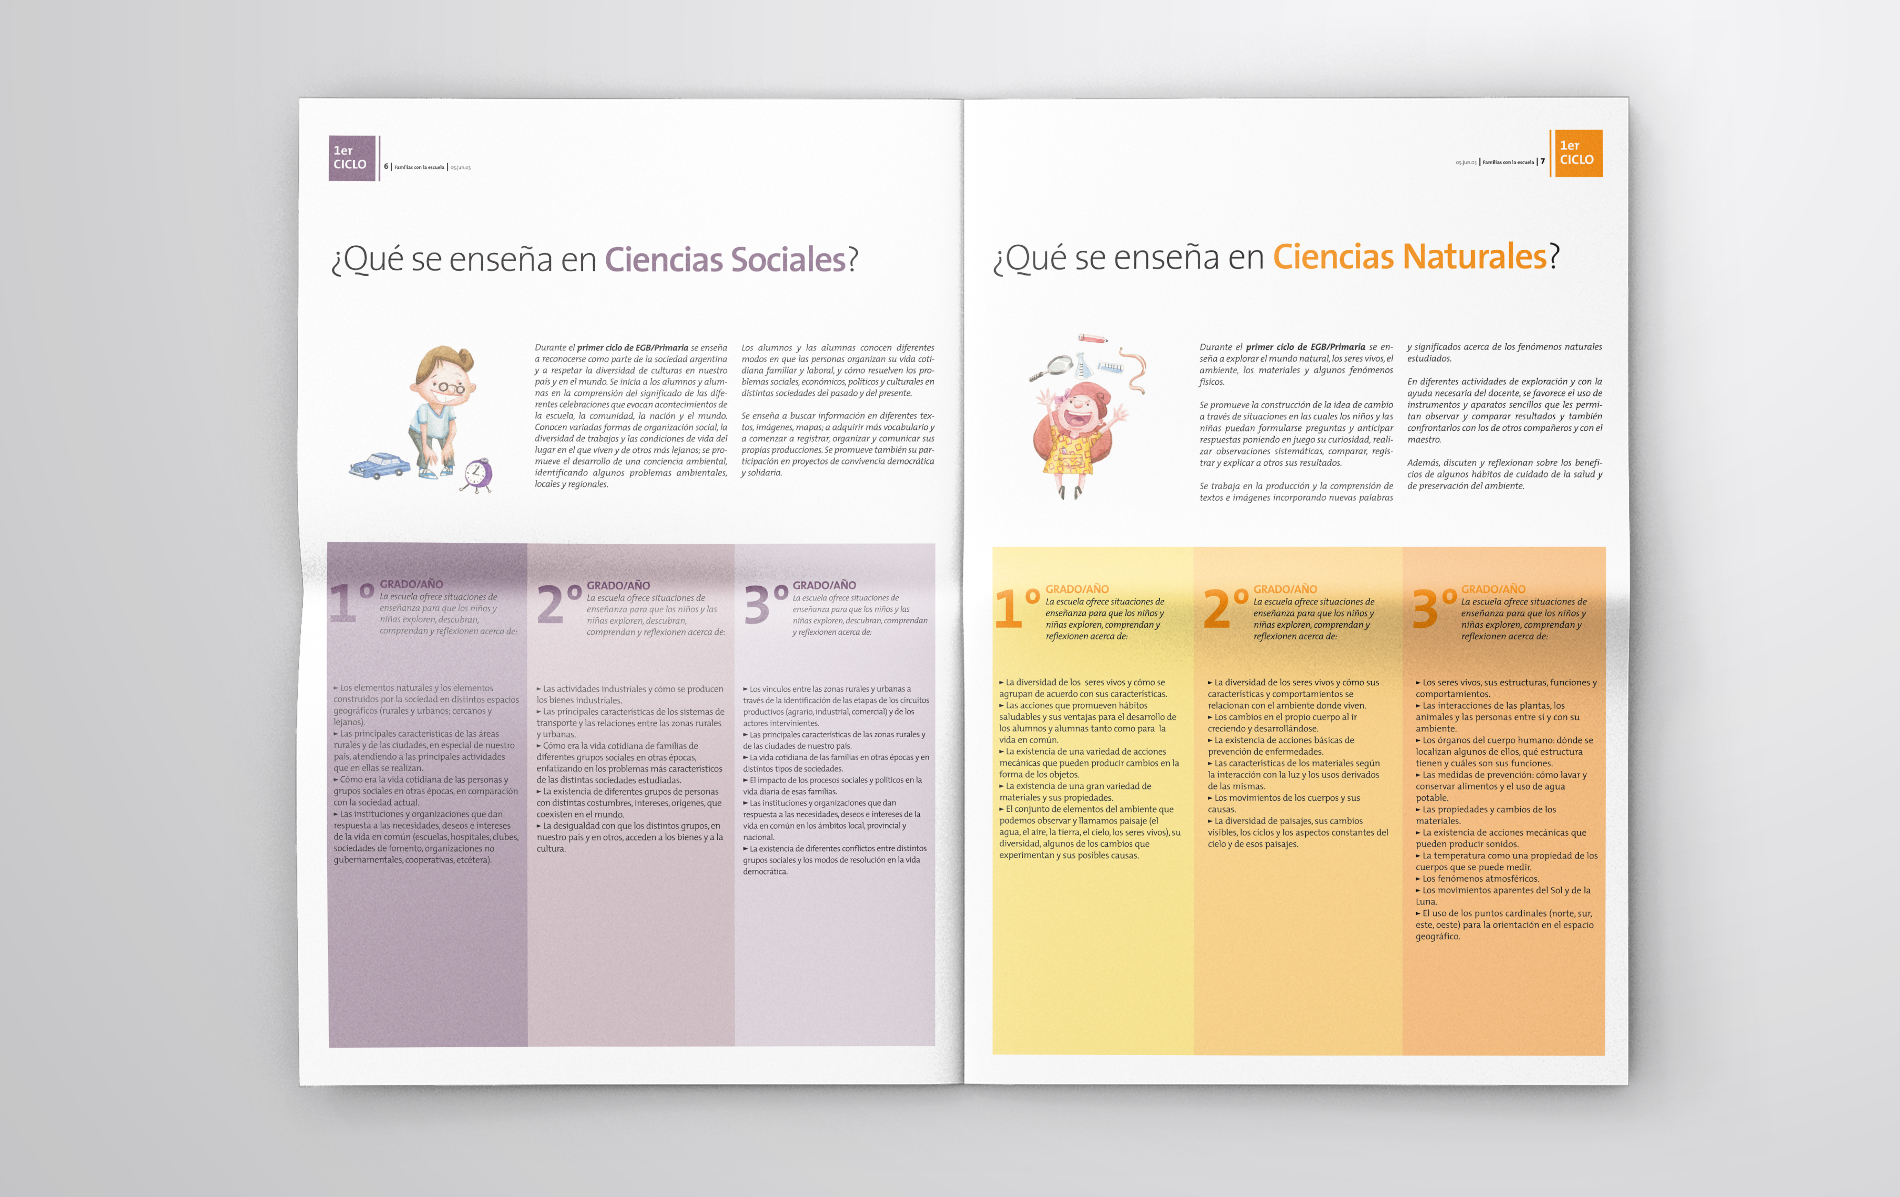 1er
CICLO
6 | Familias con la escuela | 05.jun.03
¿Qué se enseña en Ciencias Sociales?
Durante el primer ciclo de EGB/Primaria se enseña
a reconocerse como parte de la sociedad argentina
y a respetar la diversidad de culturas en nuestro
país y en el mundo. Se inicia a los alumnos y alum-
nas en la comprensión del significado de las dife-
rentes celebraciones que evocan acontecimientos de
la escuela, la comunidad, la nación y el mundo.
Conocen variadas formas de organización social, la
diversidad de trabajos y las condiciones de vida del
lugar en el que viven y de otros más lejanos; se pro-
mueve el desarrollo de una conciencia ambiental,
identificando algunos problemas ambientales,
locales y regionales.
Los alumnos y las alumnas conocen diferentes
modos en que las personas organizan su vida coti-
diana familiar y laboral, y cómo resuelven los pro-
blemas sociales, económicos, políticos y culturales en
distintas sociedades del pasado y del presente.
Se enseña a buscar información en diferentes tex-
tos, imágenes, mapas; a adquirir más vocabulario y
a comenzar a registrar, organizar y comunicar sus
propias producciones. Se promueve también su par-
ticipación en proyectos de convivencia democrática
y solidaria.
1º GRADO/AÑO
La escuela ofrece situaciones de
enseñanza para que los niños y
niñas exploren, descubran,
comprendan y reflexionen acerca de:
► Los elementos naturales y los elementos
construidos por la sociedad en distintos espacios
geográficos (rurales y urbanos; cercanos y
lejanos).
► Las principales características de las áreas
rurales y de las ciudades, en especial de nuestro
país, atendiendo a las principales actividades
que en ellas se realizan.
► Cómo era la vida cotidiana de las personas y
grupos sociales en otras épocas, en comparación
con la sociedad actual.
► Las instituciones y organizaciones que dan
respuesta a las necesidades, deseos e intereses
de la vida en común (escuelas, hospitales, clubes,
sociedades de fomento, organizaciones no
gubernamentales, cooperativas, etcétera).
2º GRADO/AÑO
La escuela ofrece situaciones de
enseñanza para que los niños y las
niñas exploren, descubran,
comprendan y reflexionen acerca de:
► Las actividades industriales y cómo se producen
los bienes industriales.
► Las principales características de los sistemas de
transporte y las relaciones entre las zonas rurales
y urbanas.
► Cómo era la vida cotidiana de familias de
diferentes grupos sociales en otras épocas,
enfatizando en los problemas más característicos
de las distintas sociedades estudiadas.
► La existencia de diferentes grupos de personas
con distintas costumbres, intereses, orígenes, que
coexisten en el mundo.
► La desigualdad con que los distintos grupos, en
nuestro país y en otros, acceden a los bienes y a la
cultura.
3º GRADO/AÑO
La escuela ofrece situaciones de
enseñanza para que los niños y las
niñas exploren, descubran, comprendan
y reflexionen acerca de:
► Los vínculos entre las zonas rurales y urbanas a
través de la identificación de las etapas de los circuitos
productivos (agrario, industrial, comercial) y de los
actores intervinientes.
► Las principales características de las zonas rurales y
de las ciudades de nuestro país.
► La vida cotidiana de las familias en otras épocas y en
distintos tipos de sociedades.
► El impacto de los procesos sociales y políticos en la
vida diaria de esas familias.
► Las instituciones y organizaciones que dan
respuesta a las necesidades, deseos e intereses de la
vida en común en los ámbitos local, provincial y
nacional.
► La existencia de diferentes conflictos entre distintos
grupos sociales y los modos de resolución en la vida
democrática.
05.jun.03 | Familias con la escuela | 7
1er
CICLO
¿Qué se enseña en Ciencias Naturales?
Durante el primer ciclo de EGB/Primaria se en-
seña a explorar el mundo natural, los seres vivos, el
ambiente, los materiales y algunos fenómenos
físicos.
Se promueve la construcción de la idea de cambio
a través de situaciones en las cuales los niños y las
niñas puedan formularse preguntas y anticipar
respuestas poniendo en juego su curiosidad, reali-
zar observaciones sistemáticas, comparar, regis-
trar y explicar a otros sus resultados.
Se trabaja en la producción y la comprensión de
textos e imágenes incorporando nuevas palabras
y significados acerca de los fenómenos naturales
estudiados.
En diferentes actividades de exploración y con la
ayuda necesaria del docente, se favorece el uso de
instrumentos y aparatos sencillos que les permi-
tan observar y comparar resultados y también
confrontarlos con los de otros compañeros y con el
maestro.
Además, discuten y reflexionan sobre los benefi-
cios de algunos hábitos de cuidado de la salud y
de preservación del ambiente.
1º GRADO/AÑO
La escuela ofrece situaciones de
enseñanza para que los niños y
niñas exploren, comprendan y
reflexionen acerca de:
► La diversidad de los seres vivos y cómo se
agrupan de acuerdo con sus características.
► Las acciones que promueven hábitos
saludables y sus ventajas para el desarrollo de
los alumnos y alumnas tanto como para la
vida en común.
► La existencia de una variedad de acciones
mecánicas que pueden producir cambios en la
forma de los objetos.
► La existencia de una gran variedad de
materiales y sus propiedades.
► El conjunto de elementos del ambiente que
podemos observar y llamamos paisaje (el
agua, el aire, la tierra, el cielo, los seres vivos), su
diversidad, algunos de los cambios que
experimentan y sus posibles causas.
2º GRADO/AÑO
La escuela ofrece situaciones de
enseñanza para que los niños y
niñas exploren, comprendan y
reflexionen acerca de:
► La diversidad de los seres vivos y cómo sus
características y comportamientos se
relacionan con el ambiente donde viven.
► Los cambios en el propio cuerpo al ir
creciendo y desarrollándose.
► La existencia de acciones básicas de
prevención de enfermedades.
► Las características de los materiales según
la interacción con la luz y los usos derivados
de las mismas.
► Los movimientos de los cuerpos y sus
causas.
► La diversidad de paisajes, sus cambios
visibles, los ciclos y los aspectos constantes del
cielo y de esos paisajes.
3º GRADO/AÑO
La escuela ofrece situaciones de
enseñanza para que los niños y
niñas exploren, comprendan y
reflexionen acerca de:
► Los seres vivos, sus estructuras, funciones y
comportamientos.
► Las interacciones de las plantas, los
animales y las personas entre sí y con su
ambiente.
► Los órganos del cuerpo humano: dónde se
localizan algunos de ellos, qué estructura
tienen y cuáles son sus funciones.
► Las medidas de prevención: cómo lavar y
conservar alimentos y el uso de agua
potable.
► Las propiedades y cambios de los
materiales.
► La existencia de acciones mecánicas que
pueden producir sonidos.
► La temperatura como una propiedad de los
cuerpos que se puede medir.
► Los fenómenos atmosféricos.
► Los movimientos aparentes del Sol y de la
Luna.
► El uso de los puntos cardinales (norte, sur,
este, oeste) para la orientación en el espacio
geográfico.